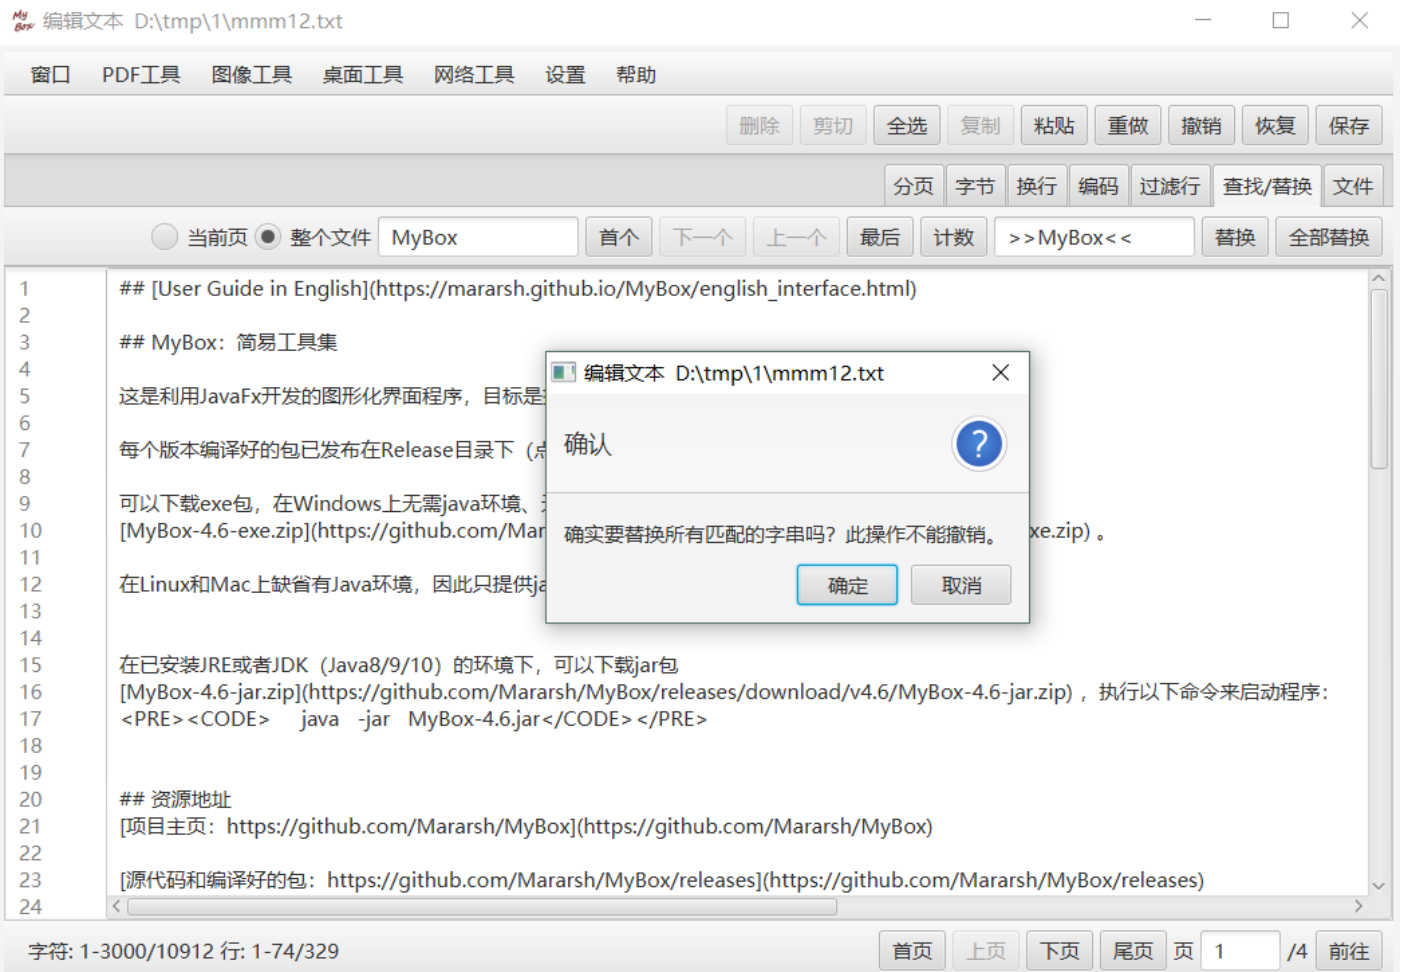 My Box 编辑文本 D:\tmp\1\mmm12.txt
窗口 PDF工具 图像工具 桌面工具 网络工具 设置 帮助
删除 剪切 全选 复制 粘贴 重做 撤销 恢复 保存
分页 字节 换行 编码 过滤行 查找/替换 文件
当前页 整个文件 MyBox 首个 下一个 上一个 最后 计数 >>MyBox<< 替换 全部替换
1 ## [User Guide in English](https://mararsh.github.io/MyBox/english_interface.html)
2
3 ## MyBox：简易工具集
4
5 这是利用JavaFx开发的图形化界面程序，目标是
6
7 每个版本编译好的包已发布在Release目录下（
8
9 可以下载exe包，在Windows上无需java环境、
10 [MyBox-4.6-exe.zip](https://github.com/Mar xe.zip) 。
11
12 在Linux和Mac上缺省有Java环境，因此只提供ja
13
14
15 在已安装JRE或者JDK（Java8/9/10）的环境下，可以下载jar包
16 [MyBox-4.6-jar.zip](https://github.com/Mararsh/MyBox/releases/download/v4.6/MyBox-4.6-jar.zip) ，执行以下命令来启动程序：
17 <PRE><CODE> java -jar MyBox-4.6.jar</CODE></PRE>
18
19
20 ## 资源地址
21 [项目主页：https://github.com/Mararsh/MyBox](https://github.com/Mararsh/MyBox)
22
23 [源代码和编译好的包：https://github.com/Mararsh/MyBox/releases](https://github.com/Mararsh/MyBox/releases)
24
编辑文本 D:\tmp\1\mmm12.txt
确认
?
确实要替换所有匹配的字串吗？此操作不能撤销。
确定 取消
字符: 1-3000/10912 行: 1-74/329 首页 上页 下页 尾页 页 1 /4 前往